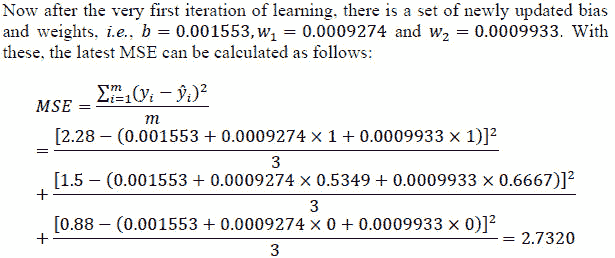 Now after the very first iteration of learning, there is a set of newly updated bias
and weights, i.e., b = 0.001553, w₁ = 0.0009274 and w₂ = 0.0009933. With
these, the latest MSE can be calculated as follows:
MSE = ∑ᵐᵢ₌₁(yᵢ − ŷᵢ)² / m
= [2.28 − (0.001553 + 0.0009274 × 1 + 0.0009933 × 1)]² / 3
+ [1.5 − (0.001553 + 0.0009274 × 0.5349 + 0.0009933 × 0.6667)]² / 3
+ [0.88 − (0.001553 + 0.0009274 × 0 + 0.0009933 × 0)]² / 3 = 2.7320